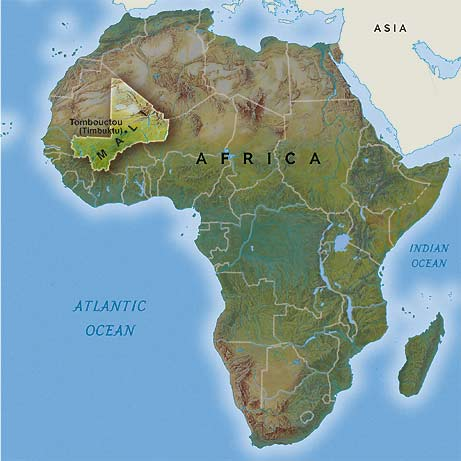 ASIA
Tombouctou
(Timbuktu)
MALI
AFRICA
INDIAN
OCEAN
ATLANTIC
OCEAN